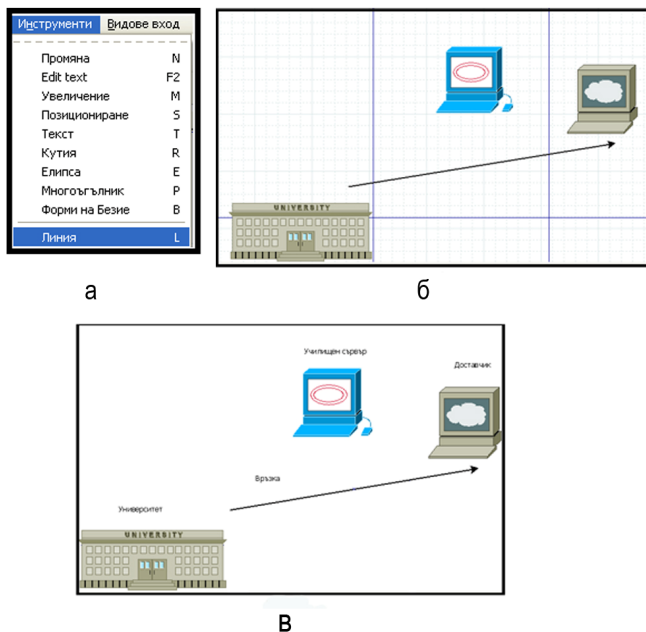 Инструменти Видове вход
Промяна N
Edit text F2
Увеличение M
Позициониране S
Текст T
Кутия R
Елипса E
Многоъгълник P
Форми на Безие B
Линия L
UNIVERSITY
а
б
Училищен сървър
Доставчик
Връзка
Университет
UNIVERSITY
в